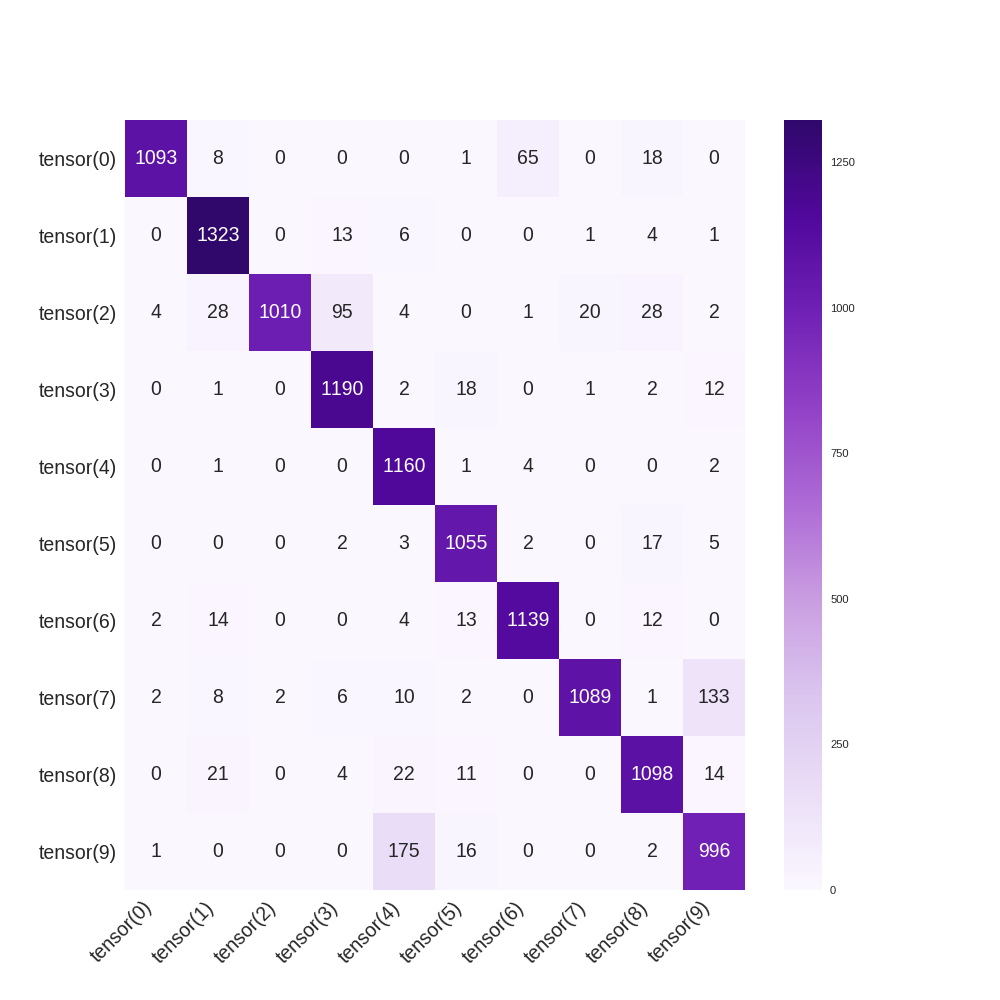 tensor(0) 1093 8 0 0 0 1 65 0 18 0
tensor(1) 0 1323 0 13 6 0 0 1 4 1
tensor(2) 4 28 1010 95 4 0 1 20 28 2
tensor(3) 0 1 0 1190 2 18 0 1 2 12
tensor(4) 0 1 0 0 1160 1 4 0 0 2
tensor(5) 0 0 0 2 3 1055 2 0 17 5
tensor(6) 2 14 0 0 4 13 1139 0 12 0
tensor(7) 2 8 2 6 10 2 0 1089 1 133
tensor(8) 0 21 0 4 22 11 0 0 1098 14
tensor(9) 1 0 0 0 175 16 0 0 2 996
tensor(0) tensor(1) tensor(2) tensor(3) tensor(4) tensor(5) tensor(6) tensor(7) tensor(8) tensor(9)
1250
1000
750
500
250
0